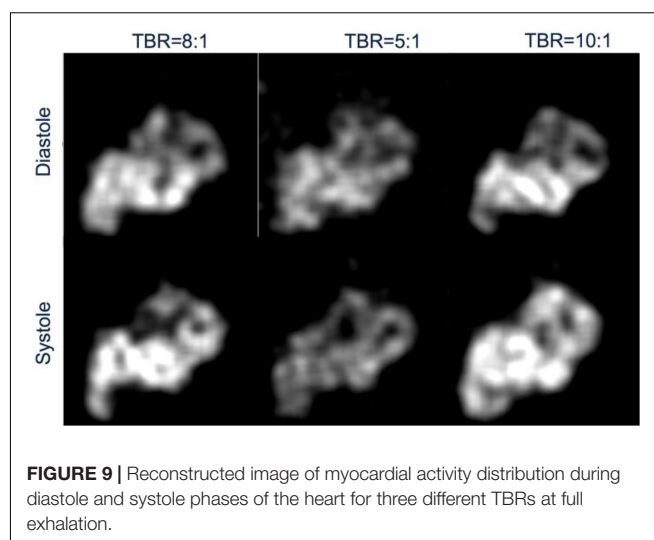 TBR=8:1 TBR=5:1 TBR=10:1
Diastole
Systole
FIGURE 9 | Reconstructed image of myocardial activity distribution during
diastole and systole phases of the heart for three different TBRs at full
exhalation.